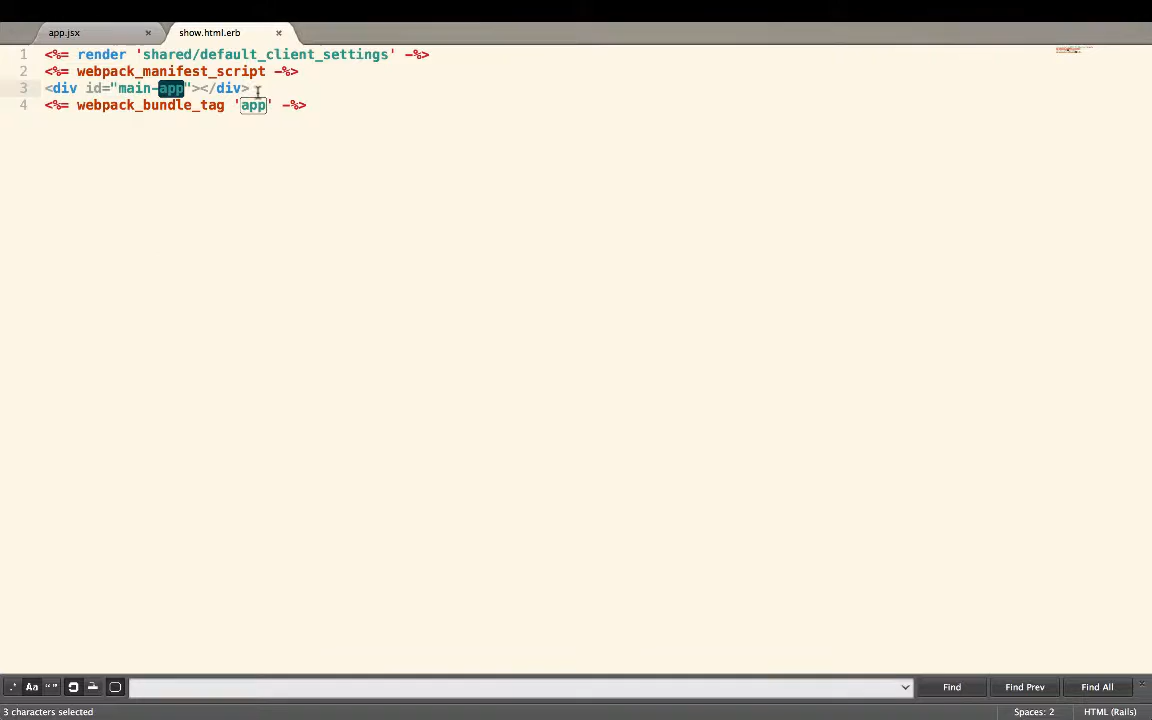 app.jsx × show.html.erb ×
1 <%= render 'shared/default_client_settings' -%>
2 <%= webpack_manifest_script -%>
3 <div id="main-app"></div>
4 <%= webpack_bundle_tag 'app' -%>
.* Aa “” Find Find Prev Find All ×
3 characters selected Spaces: 2 HTML (Rails)